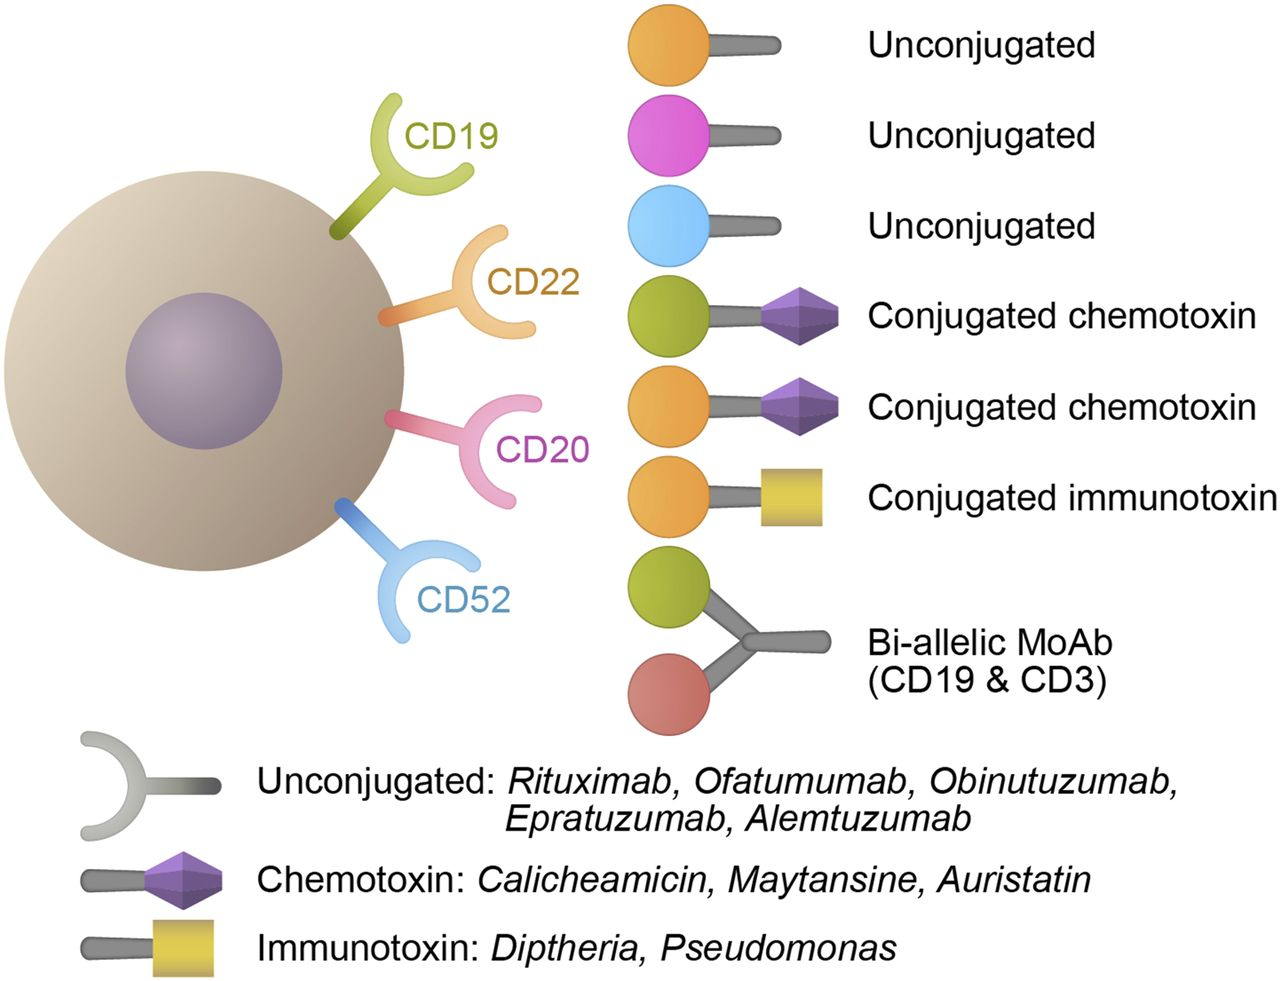 CD19
CD22
CD20
CD52
Unconjugated
Unconjugated
Unconjugated
Conjugated chemotoxin
Conjugated chemotoxin
Conjugated immunotoxin
Bi-allelic MoAb
(CD19 & CD3)
Unconjugated: Rituximab, Ofatumumab, Obinutuzumab,
Epratuzumab, Alemtuzumab
Chemotoxin: Calicheamicin, Maytansine, Auristatin
Immunotoxin: Diptheria, Pseudomonas